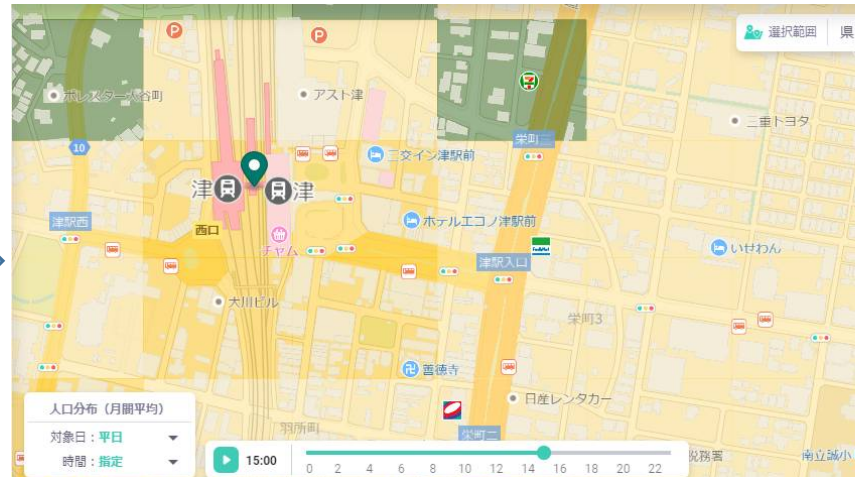 P
P
選択範囲
県
ポレスター大谷町
アスト津
三重トヨタ
10
栄町三
三交イン津駅前
津
津
津駅西
西口
ホテルエコノ津駅前
チャム
津駅入口
いせわん
大川ビル
栄町3
善徳寺
日産レンタカー
羽所町
栄町二
税務署
南立誠小
人口分布（月間平均）
対象日：平日
時間：指定
15:00
0 2 4 6 8 10 12 14 16 18 20 22